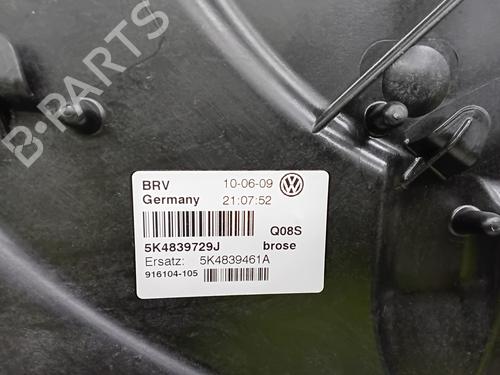 B-PARTS
BRV 10-06-09
Germany 21:07:52
Q08S
5K4839729J brose
Ersatz: 5K4839461A
916104-105